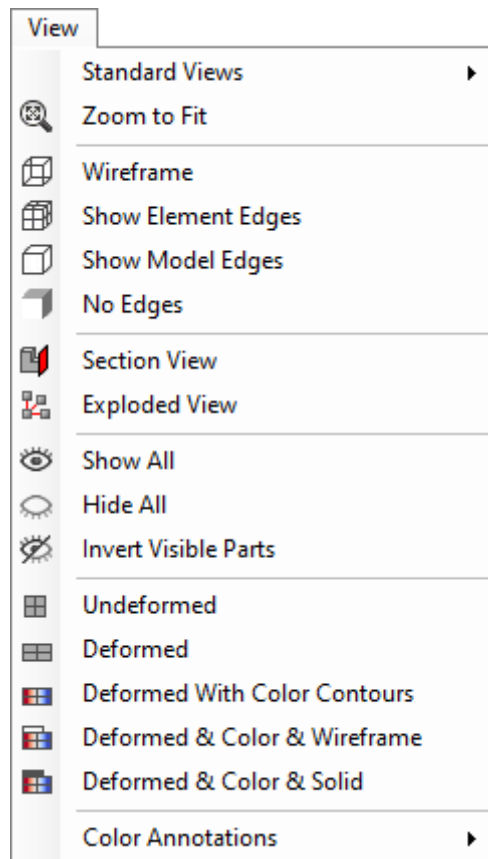 View
Standard Views
Zoom to Fit
Wireframe
Show Element Edges
Show Model Edges
No Edges
Section View
Exploded View
Show All
Hide All
Invert Visible Parts
Undeformed
Deformed
Deformed With Color Contours
Deformed & Color & Wireframe
Deformed & Color & Solid
Color Annotations